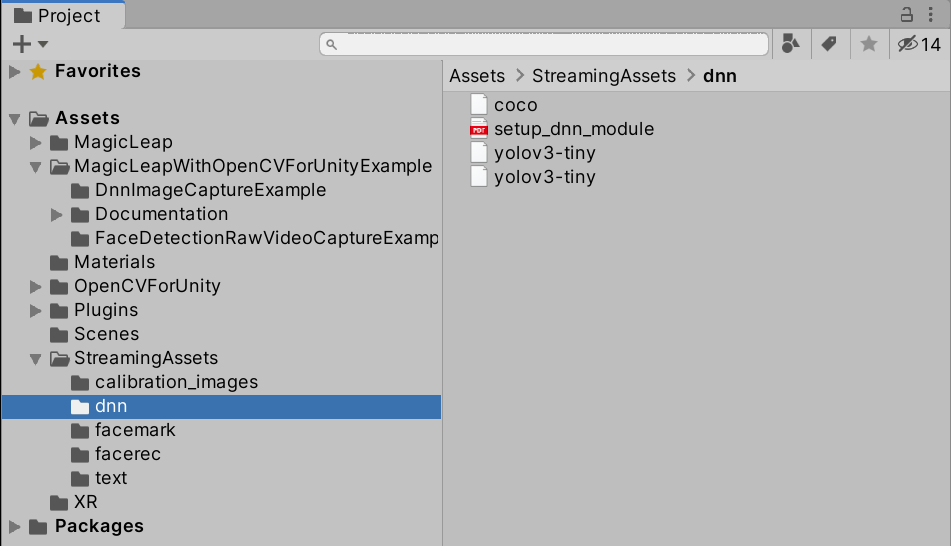 Project
14
Favorites
Assets
MagicLeap
MagicLeapWithOpenCVForUnityExample
DnnImageCaptureExample
Documentation
FaceDetectionRawVideoCaptureExamp
Materials
OpenCVForUnity
Plugins
Scenes
StreamingAssets
calibration_images
dnn
facemark
facerec
text
XR
Packages
Assets > StreamingAssets > dnn
coco
PDF setup_dnn_module
yolov3-tiny
yolov3-tiny